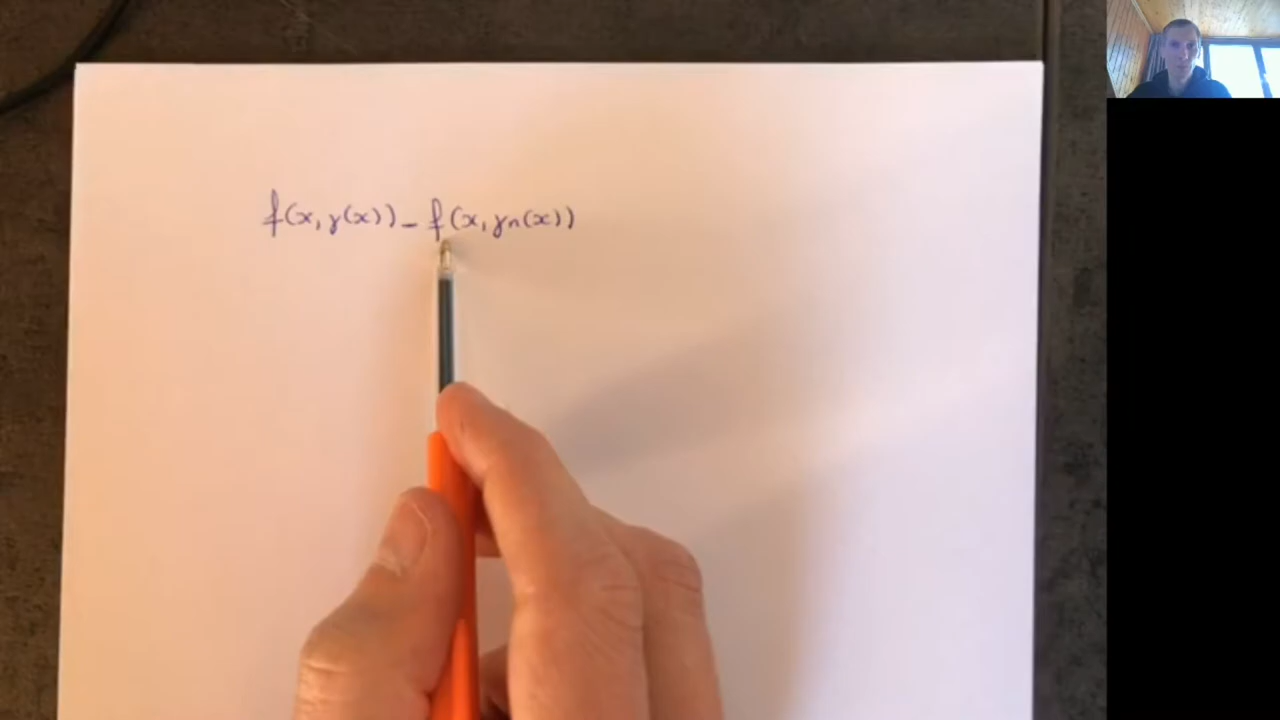 f(x, y(x)) - f(x, yn(x))